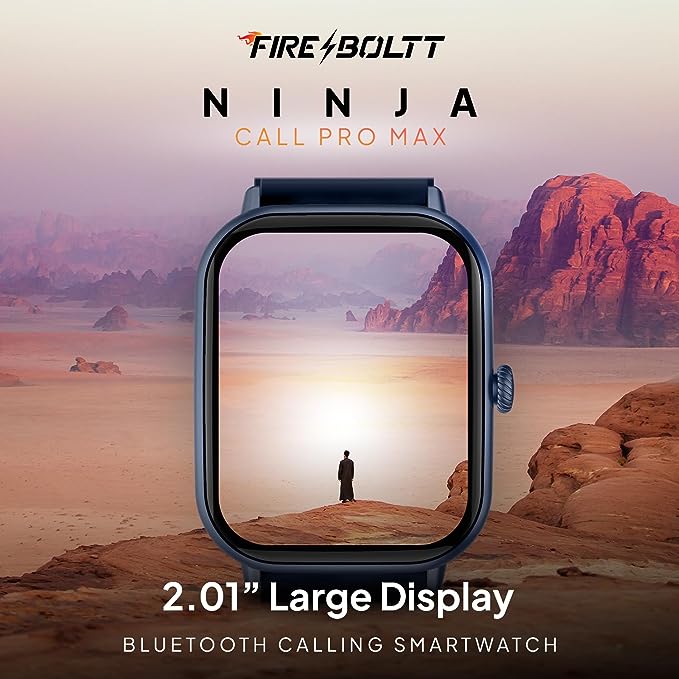 FIRE BOLTT
NINJA
CALL PRO MAX
2.01” Large Display
BLUETOOTH CALLING SMARTWATCH